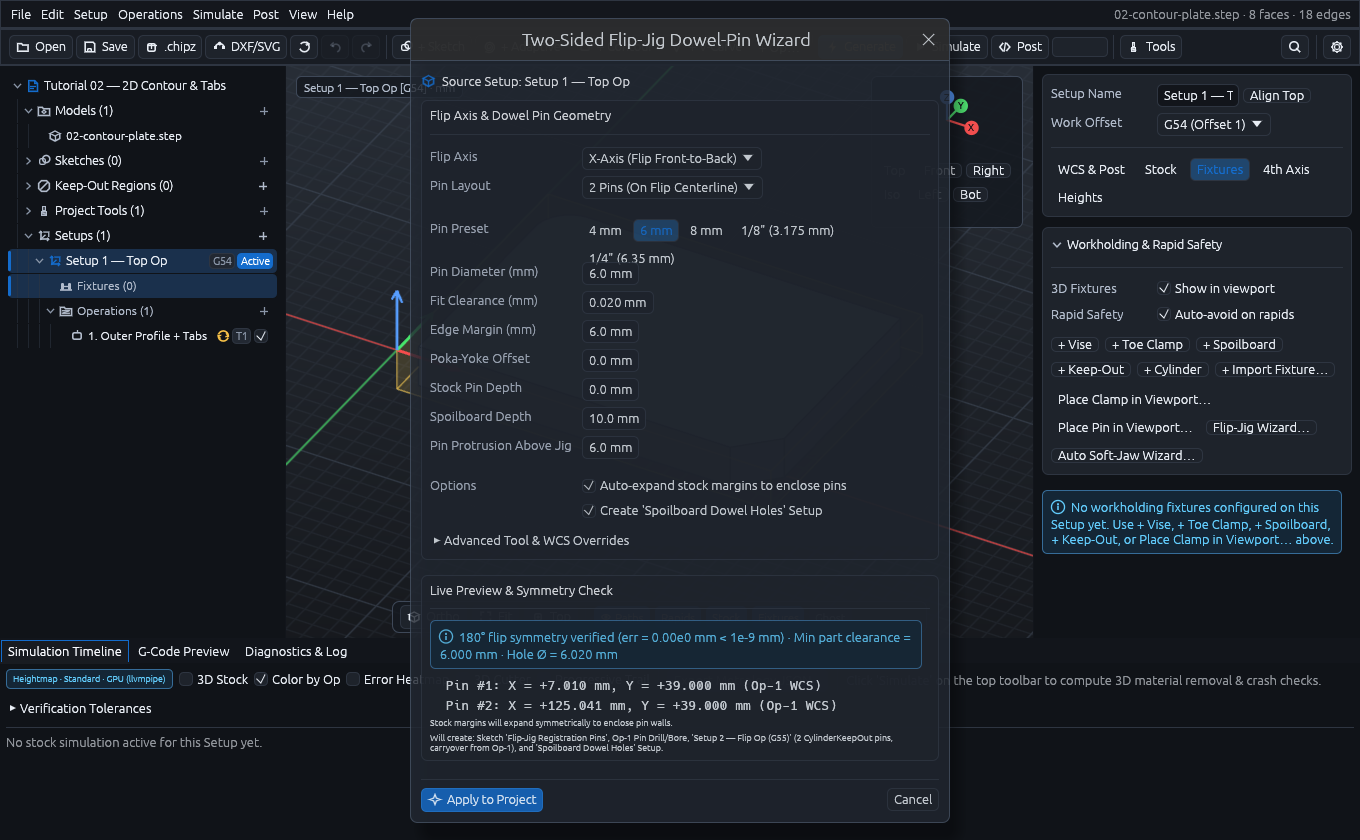 File Edit Setup Operations Simulate Post View Help
02-contour-plate.step · 8 faces · 18 edges
Open Save .chipz DXF/SVG
Post Tools
Two-Sided Flip-Jig Dowel-Pin Wizard
Tutorial 02 — 2D Contour & Tabs
Models (1) +
02-contour-plate.step
Sketches (0) +
Keep-Out Regions (0) +
Project Tools (1) +
Setups (1) +
Setup 1 — Top Op G54 Active
Fixtures (0)
Operations (1) +
1. Outer Profile + Tabs T1
Setup 1 — Top Op [G54]
Y
X
Right
Bot
Source Setup: Setup 1 — Top Op
Flip Axis & Dowel Pin Geometry
Flip Axis X-Axis (Flip Front-to-Back)
Pin Layout 2 Pins (On Flip Centerline)
Pin Preset 4 mm 6 mm 8 mm 1/8" (3.175 mm)
1/4" (6.35 mm)
Pin Diameter (mm) 6.0 mm
Fit Clearance (mm) 0.020 mm
Edge Margin (mm) 6.0 mm
Poka-Yoke Offset 0.0 mm
Stock Pin Depth 0.0 mm
Spoilboard Depth 10.0 mm
Pin Protrusion Above Jig 6.0 mm
Options Auto-expand stock margins to enclose pins
Create 'Spoilboard Dowel Holes' Setup
Advanced Tool & WCS Overrides
Live Preview & Symmetry Check
180° flip symmetry verified (err = 0.00e0 mm < 1e-9 mm) · Min part clearance =
6.000 mm · Hole Ø = 6.020 mm
Pin #1: X = +7.010 mm, Y = +39.000 mm (Op-1 WCS)
Pin #2: X = +125.041 mm, Y = +39.000 mm (Op-1 WCS)
Stock margins will expand symmetrically to enclose pin walls.
Will create: Sketch 'Flip-Jig Registration Pins', Op-1 Pin Drill/Bore, 'Setup 2 — Flip Op (G55)' (2 CylinderKeepOut pins,
carryover from Op-1), and 'Spoilboard Dowel Holes' Setup.
Apply to Project Cancel
Setup Name Setup 1 — T Align Top
Work Offset G54 (Offset 1)
WCS & Post Stock Fixtures 4th Axis
Heights
Workholding & Rapid Safety
3D Fixtures Show in viewport
Rapid Safety Auto-avoid on rapids
+ Vise + Toe Clamp + Spoilboard
+ Keep-Out + Cylinder + Import Fixture...
Place Clamp in Viewport...
Place Pin in Viewport... Flip-Jig Wizard...
Auto Soft-Jaw Wizard...
No workholding fixtures configured on this
Setup yet. Use + Vise, + Toe Clamp, + Spoilboard,
+ Keep-Out, or Place Clamp in Viewport... above.
Simulation Timeline G-Code Preview Diagnostics & Log
Heightmap · Standard · GPU (llvmpipe) 3D Stock Color by Op Error
on the top toolbar to compute 3D material removal & crash checks.
Verification Tolerances
No stock simulation active for this Setup yet.